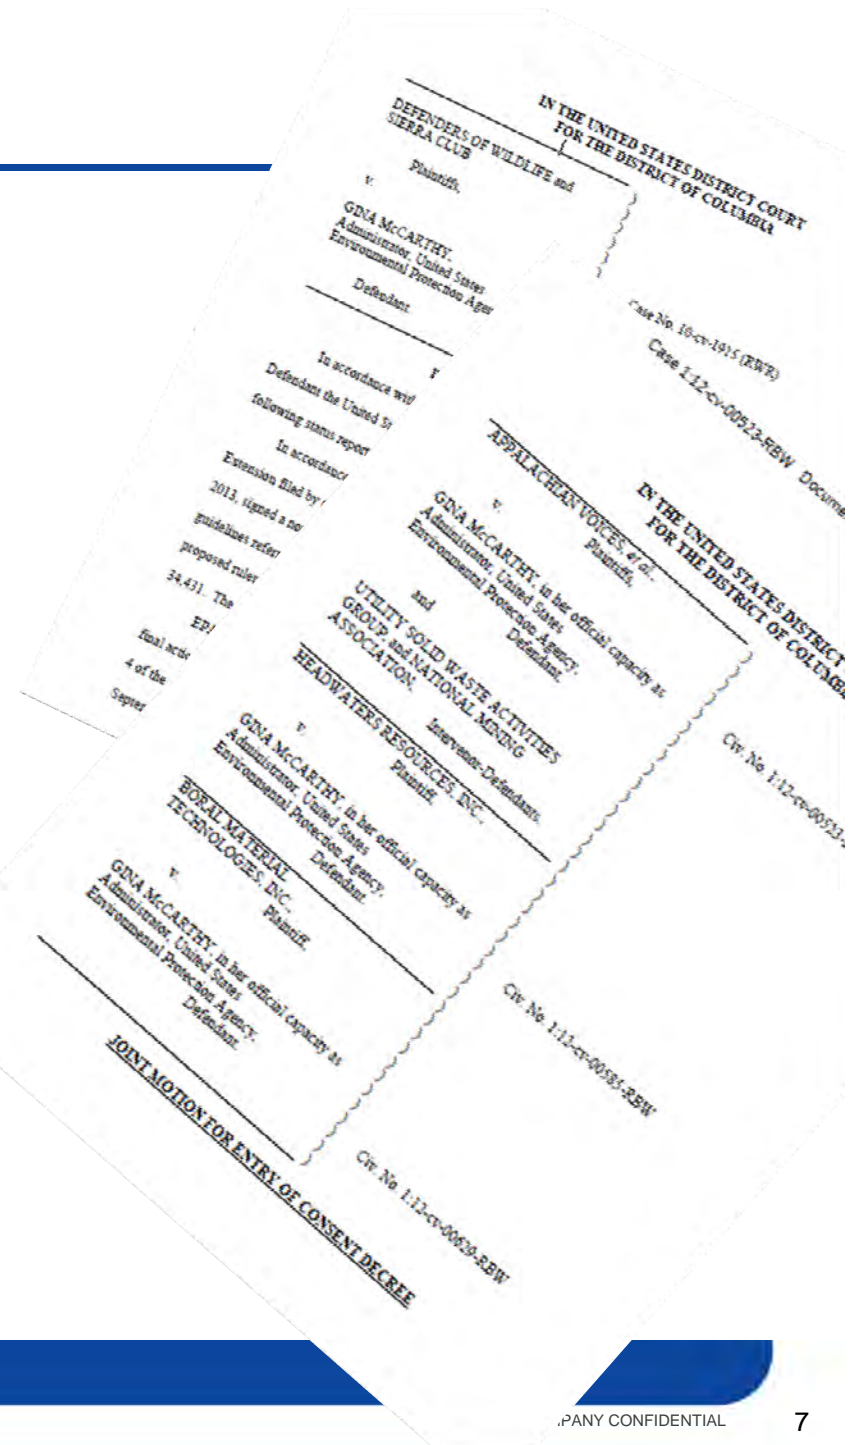 IN THE UNITED STATES DISTRICT COURT
FOR THE DISTRICT OF COLUMBIA
DEFENDERS OF WILDLIFE and
SIERRA CLUB
Plaintiffs,
v.
GINA McCARTHY,
Administrator, United States
Environmental Protection Agen
Defendant.
Case No. 10-cv-1915 (RWR)
In accordance with
Defendant the United St
following status report
In accordance
Extension filed by
2013, signed a no
guidelines refer
proposed ruler
34,431. The
EPA
final actio
4 of the
Septem
Case 1:12-cv-00523-RBW Docume
IN THE UNITED STATES DISTRICT
FOR THE DISTRICT OF COLUMBI
APPALACHIAN VOICES, et al.,
Plaintiffs,
v.
GINA McCARTHY, in her official capacity as
Administrator, United States
Environmental Protection Agency,
Defendant,
and
UTILITY SOLID WASTE ACTIVITIES
GROUP, and NATIONAL MINING
ASSOCIATION,
Intervenor-Defendants.
Civ. No. 1:12-cv-00523-
HEADWATERS RESOURCES, INC.,
Plaintiff,
v.
GINA McCARTHY, in her official capacity as
Administrator, United States
Environmental Protection Agency,
Defendant.
Civ. No. 1:12-cv-00585-RBW
BORAL MATERIAL
TECHNOLOGIES, INC.,
Plaintiff,
v.
GINA McCARTHY, in her official capacity as
Administrator, United States
Environmental Protection Agency,
Defendant.
Civ. No. 1:12-cv-00629-RBW
JOINT MOTION FOR ENTRY OF CONSENT DECREE
PANY CONFIDENTIAL
7